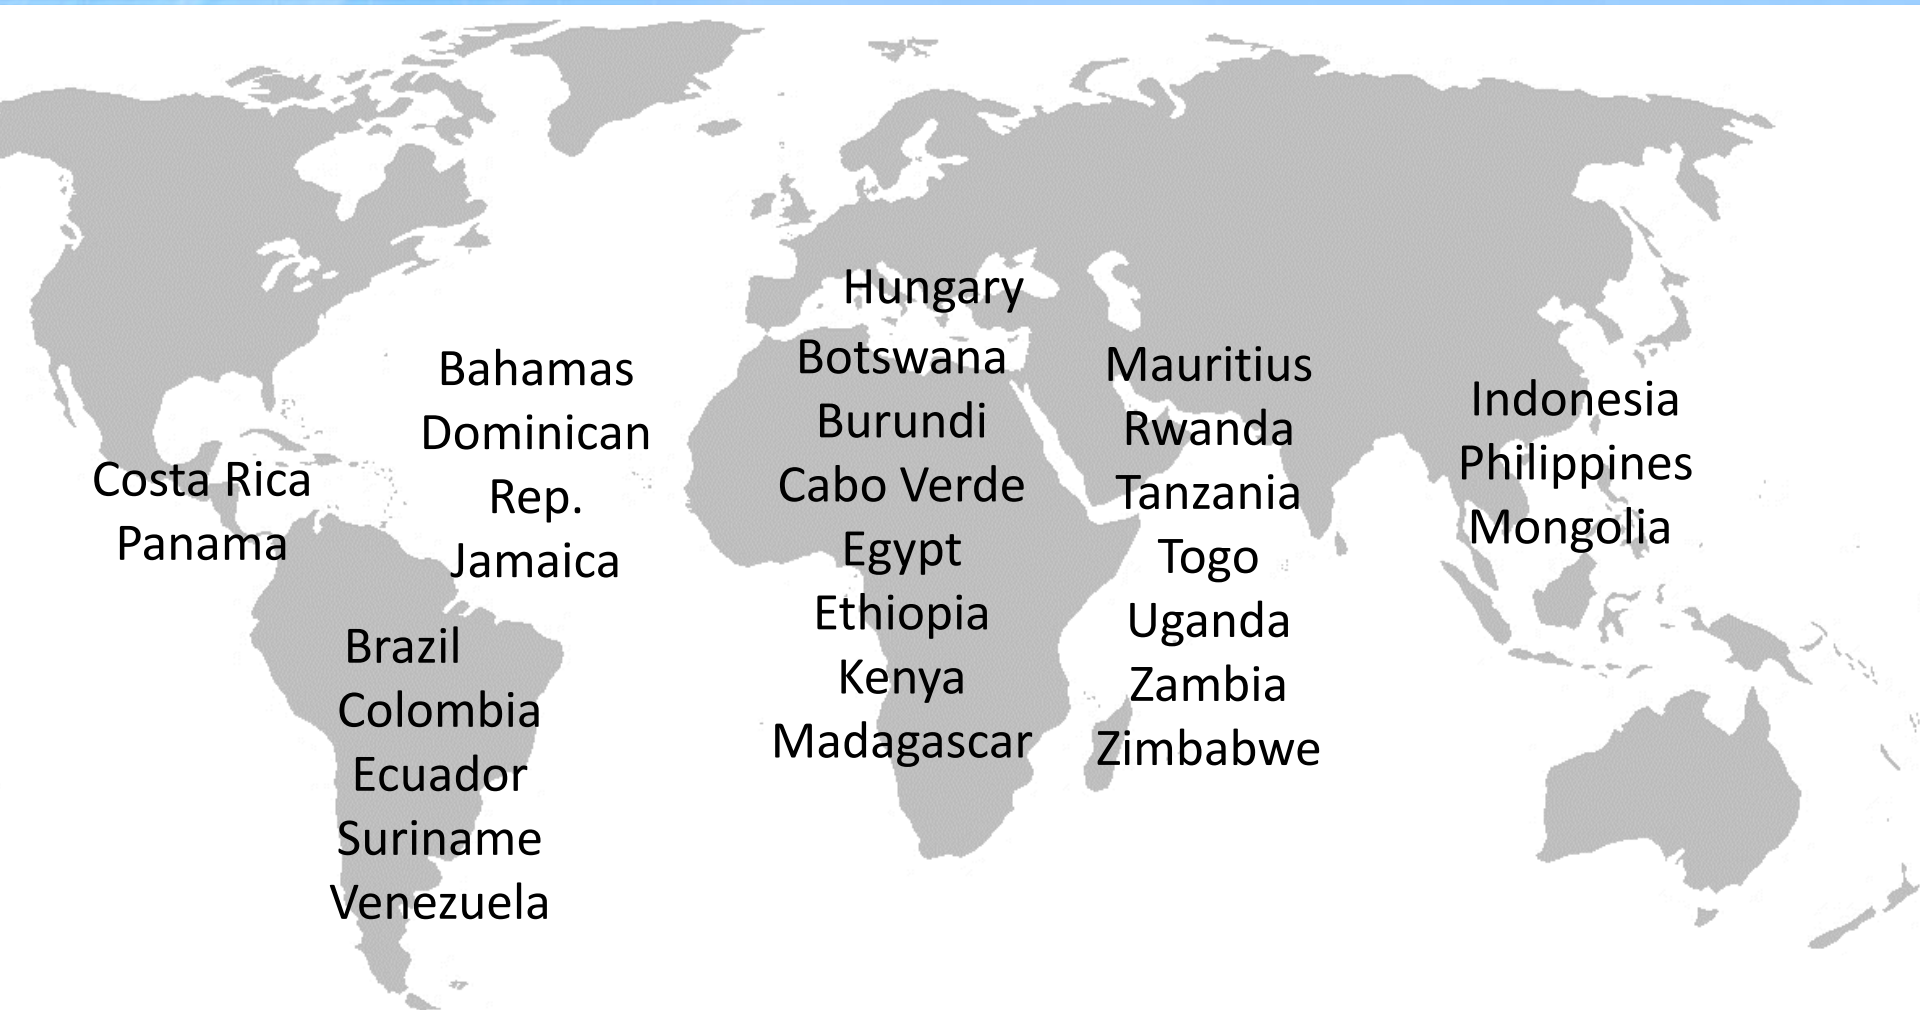 Costa Rica
Panama
Bahamas
Dominican
Rep.
Jamaica
Brazil
Colombia
Ecuador
Suriname
Venezuela
Hungary
Botswana
Burundi
Cabo Verde
Egypt
Ethiopia
Kenya
Madagascar
Mauritius
Rwanda
Tanzania
Togo
Uganda
Zambia
Zimbabwe
Indonesia
Philippines
Mongolia